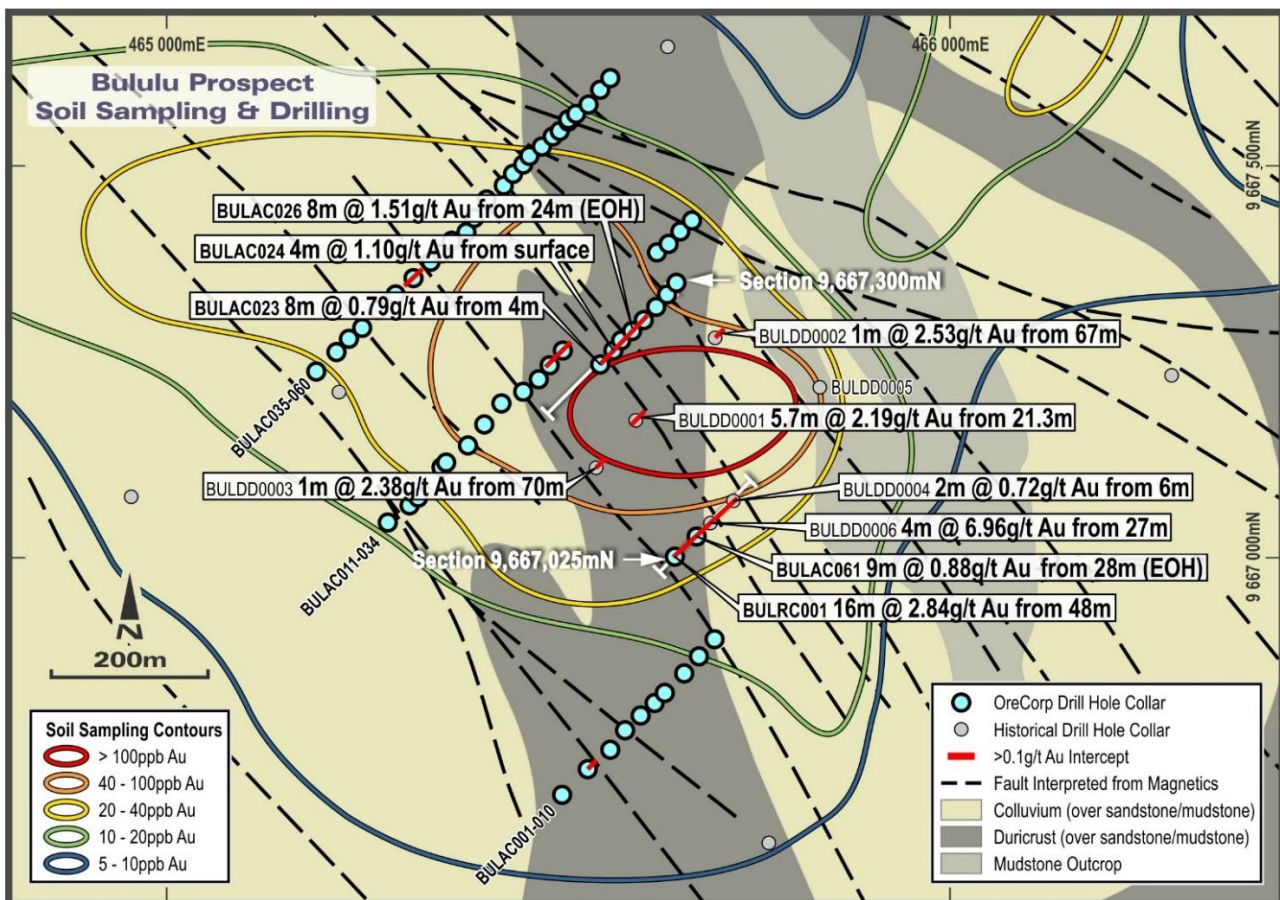 465 000mE
466 000mE
Bululu Prospect
Soil Sampling & Drilling
9 667 500mN
BULAC026 8m @ 1.51g/t Au from 24m (EOH)
BULAC024 4m @ 1.10g/t Au from surface
Section 9,667,300mN
BULAC023 8m @ 0.79g/t Au from 4m
BULDD0002 1m @ 2.53g/t Au from 67m
BULDD0005
BULAC035-060
BULDD0001 5.7m @ 2.19g/t Au from 21.3m
BULDD0003 1m @ 2.38g/t Au from 70m
BULDD0004 2m @ 0.72g/t Au from 6m
BULDD0006 4m @ 6.96g/t Au from 27m
Section 9,667,025mN
BULAC061 9m @ 0.88g/t Au from 28m (EOH)
9 667 000mN
BULAC011-034
BULRC001 16m @ 2.84g/t Au from 48m
N
200m
BULAC001-010
Soil Sampling Contours
> 100ppb Au
40 - 100ppb Au
20 - 40ppb Au
10 - 20ppb Au
5 - 10ppb Au
OreCorp Drill Hole Collar
Historical Drill Hole Collar
>0.1g/t Au Intercept
Fault Interpreted from Magnetics
Colluvium (over sandstone/mudstone)
Duricrust (over sandstone/mudstone)
Mudstone Outcrop